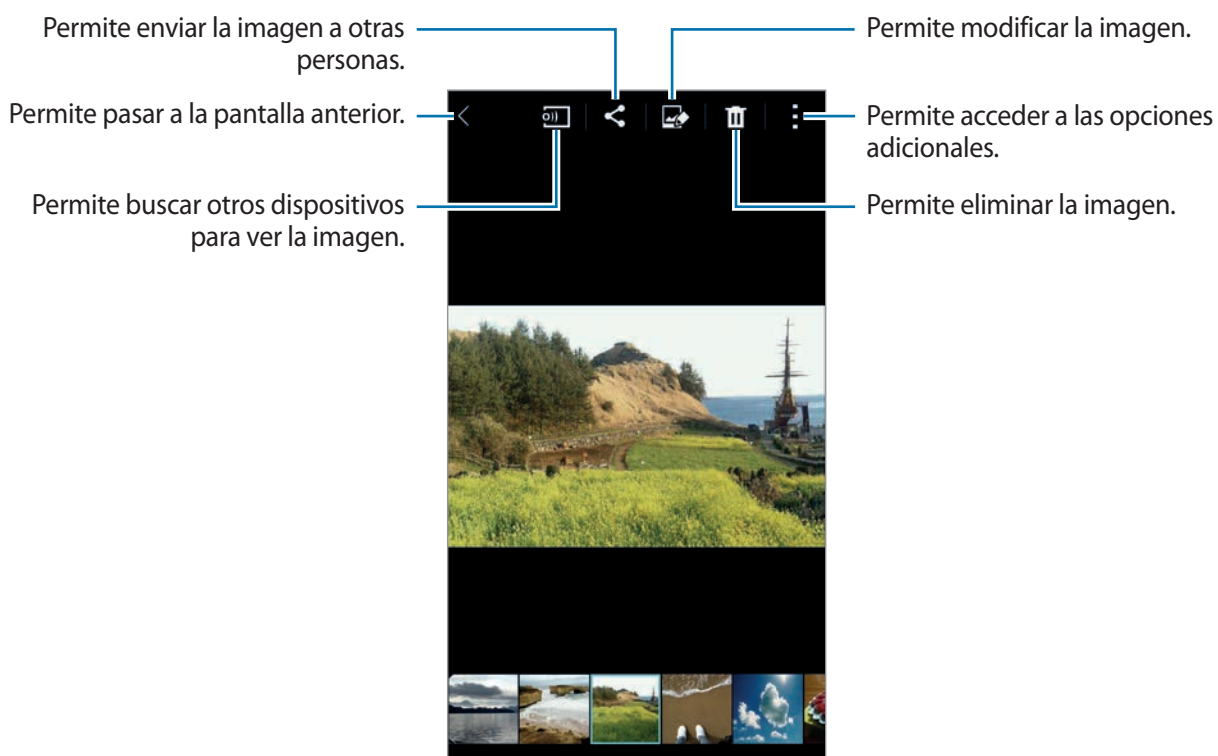 Permite enviar la imagen a otras
personas.
Permite pasar a la pantalla anterior.
Permite buscar otros dispositivos
para ver la imagen.
Permite modificar la imagen.
Permite acceder a las opciones
adicionales.
Permite eliminar la imagen.